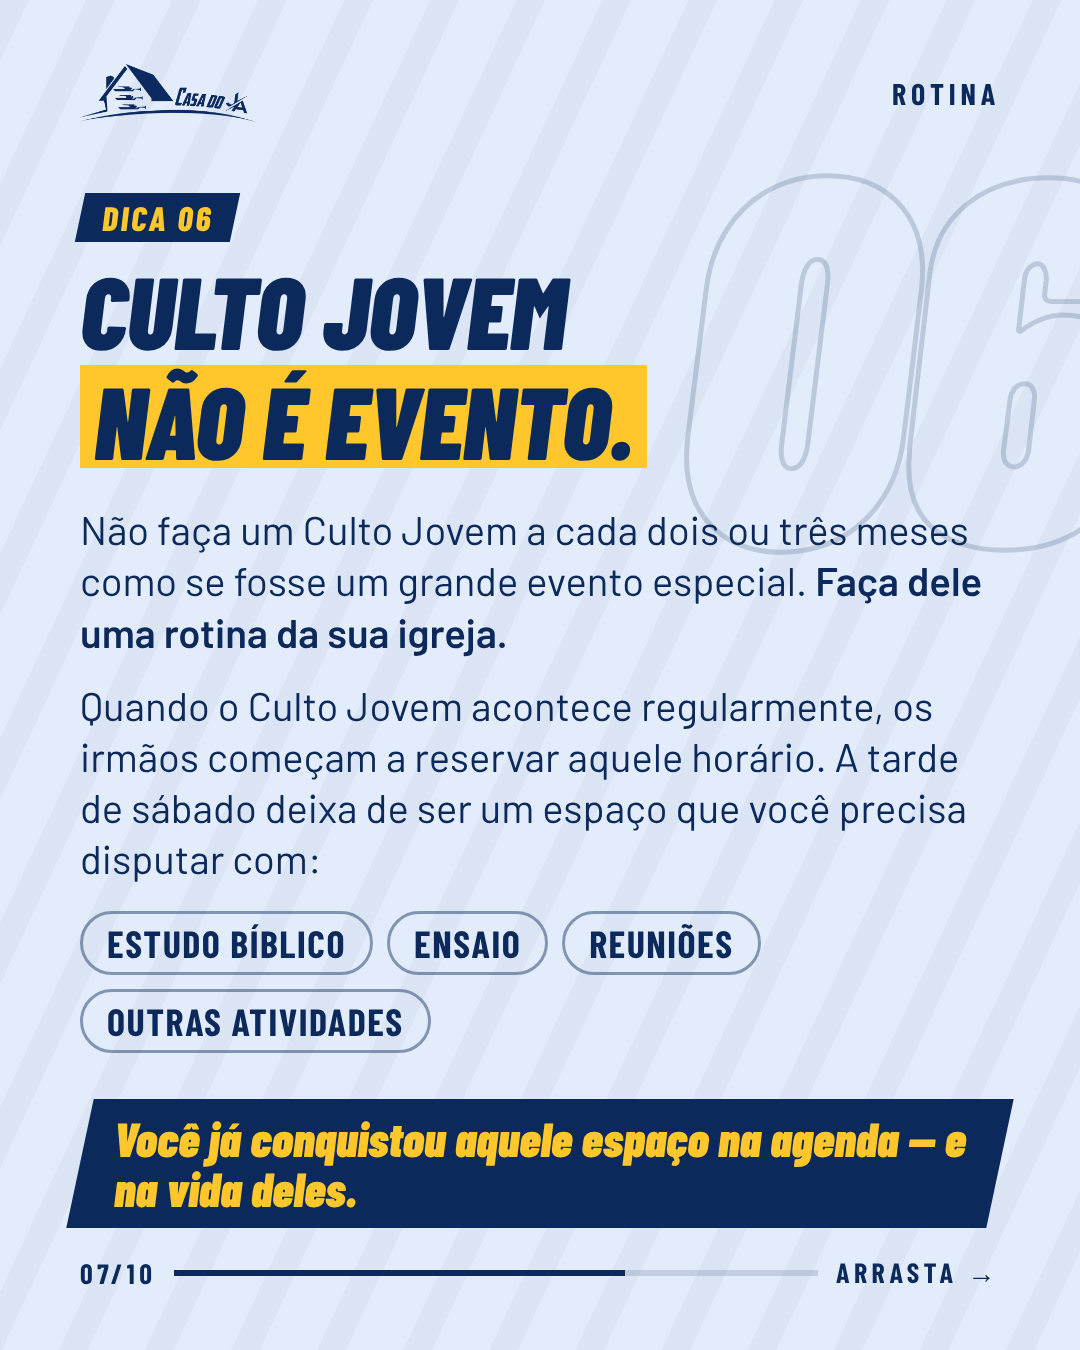 CASA DO JA
ROTINA
06
DICA 06
CULTO JOVEM
NÃO É EVENTO.
Não faça um Culto Jovem a cada dois ou três meses
como se fosse um grande evento especial. Faça dele
uma rotina da sua igreja.
Quando o Culto Jovem acontece regularmente, os
irmãos começam a reservar aquele horário. A tarde
de sábado deixa de ser um espaço que você precisa
disputar com:
ESTUDO BÍBLICO
ENSAIO
REUNIÕES
OUTRAS ATIVIDADES
Você já conquistou aquele espaço na agenda — e
na vida deles.
07/10
ARRASTA →